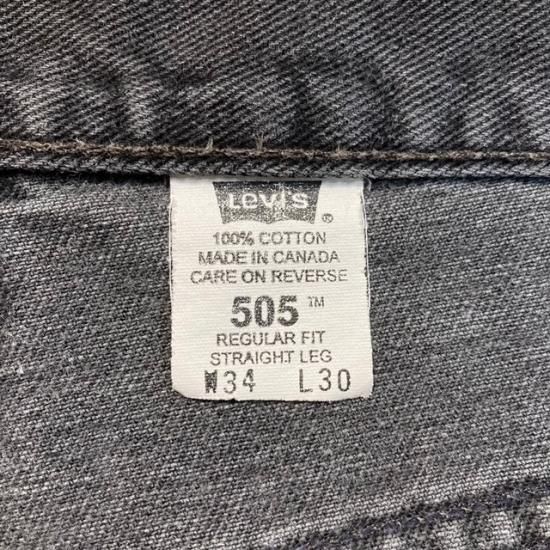 Levi's
®
100% COTTON
MADE IN CANADA
CARE ON REVERSE
505 ™
REGULAR FIT
STRAIGHT LEG
W34 L30